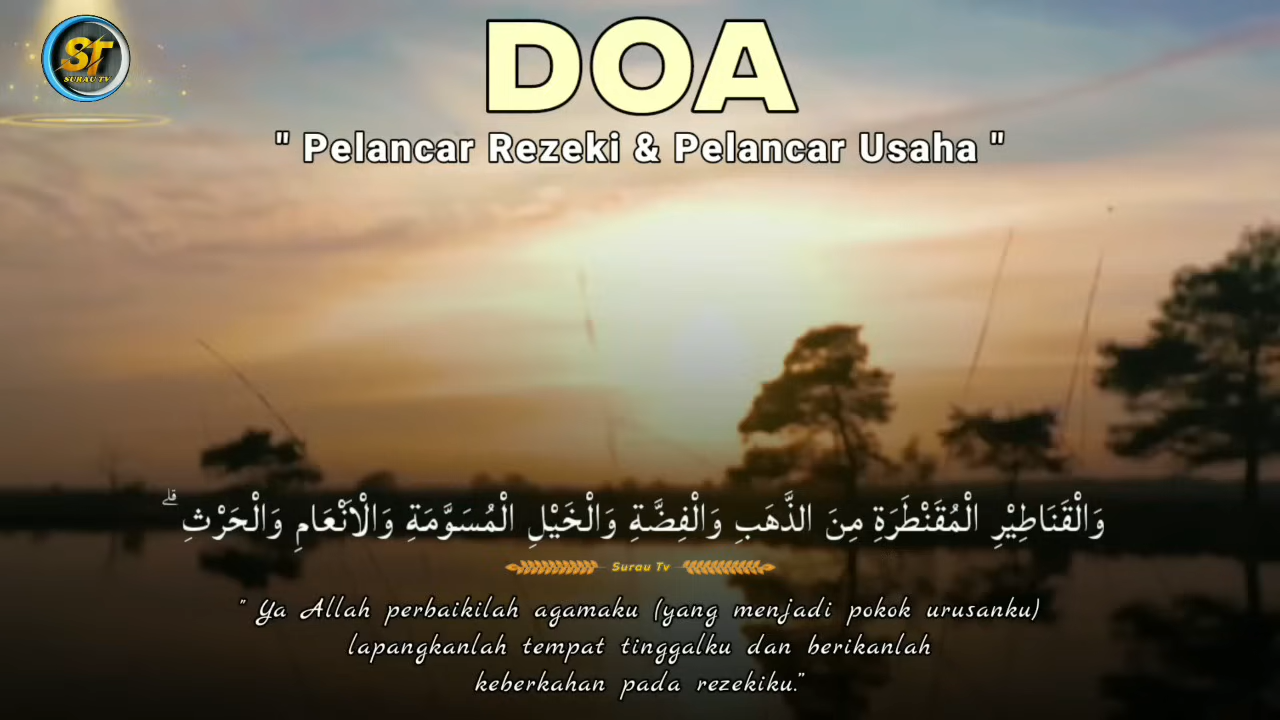 ST
SURAU TV
DOA
" Pelancar Rezeki & Pelancar Usaha "
وَالْقَنَاطِيْرِ الْمُقَنْطَرَةِ مِنَ الذَّهَبِ وَالْفِضَّةِ وَالْخَيْلِ الْمُسَوَّمَةِ وَالْاَنْعَامِ وَالْحَرْثِ ۗ
Surau Tv
" Ya Allah perbaikilah agamaku (yang menjadi pokok urusanku)
lapangkanlah tempat tinggalku dan berikanlah
keberkahan pada rezekiku."